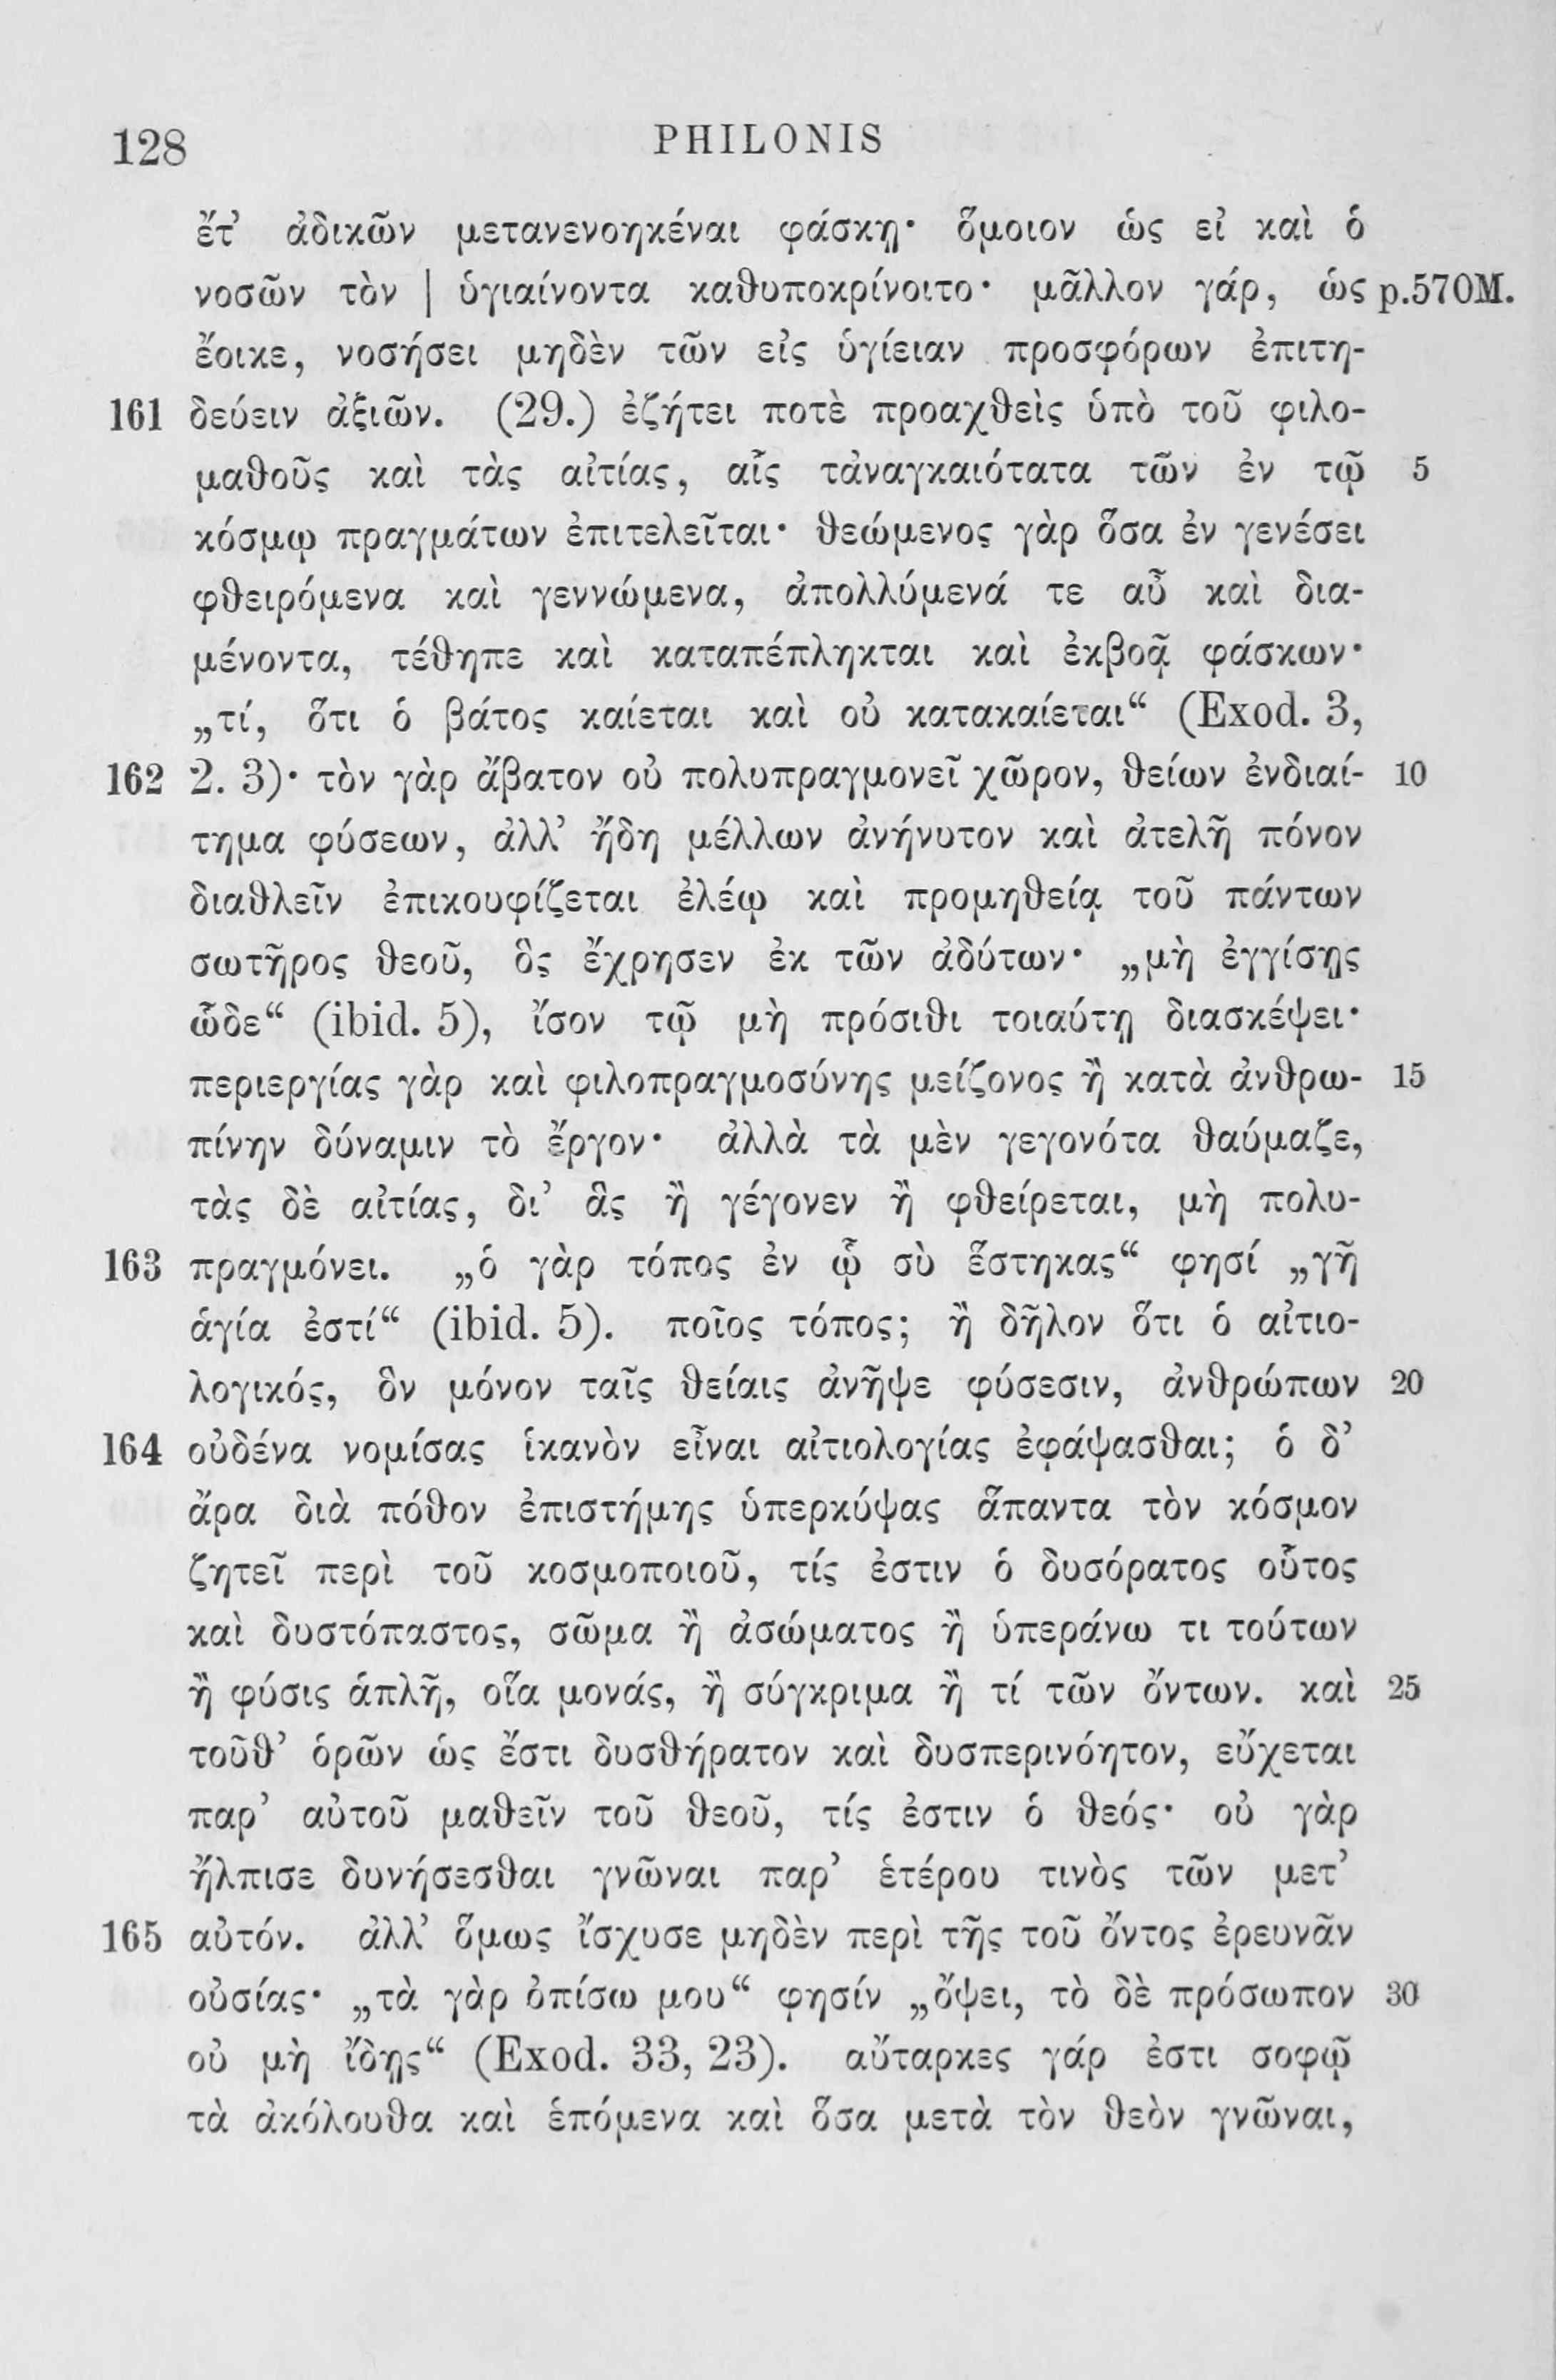 128 PHILONIS
ἔτ’ ἀδικῶν μετανενοηκέναι φάσκῃ· ὅμοιον ὡς εἰ καὶ ὁ
νοσῶν τὸν | ὑγιαίνοντα καθυποκρίνοιτο· μᾶλλον γάρ, ὡς p.570M.
ἔοικε, νοσήσει μηδὲν τῶν εἰς ὑγίειαν προσφόρων ἐπιτη-
161 δεύειν ἀξιῶν. (29.) ἐζήτει ποτὲ προαχθεὶς ὑπὸ τοῦ φιλο-
μαθοῦς καὶ τὰς αἰτίας, αἷς τἀναγκαιότατα τῶν ἐν τῷ 5
κόσμῳ πραγμάτων ἐπιτελεῖται· θεώμενος γὰρ ὅσα ἐν γενέσει
φθειρόμενα καὶ γεννώμενα, ἀπολλύμενά τε αὖ καὶ δια-
μένοντα, τέθηπε καὶ καταπέπληκται καὶ ἐκβοᾷ φάσκων·
„τί, ὅτι ὁ βάτος καίεται καὶ οὐ κατακαίεται“ (Exod. 3,
162 2. 3)· τὸν γὰρ ἄβατον οὐ πολυπραγμονεῖ χῶρον, θείων ἐνδιαί- 10
τημα φύσεων, ἀλλ’ ἤδη μέλλων ἀνήνυτον καὶ ἀτελῆ πόνον
διαθλεῖν ἐπικουφίζεται ἐλέῳ καὶ προμηθείᾳ τοῦ πάντων
σωτῆρος θεοῦ, ὃς ἔχρησεν ἐκ τῶν ἀδύτων· „μὴ ἐγγίσῃς
ὧδε“ (ibid. 5), ἴσον τῷ μὴ πρόσιθι τοιαύτῃ διασκέψει·
περιεργίας γὰρ καὶ φιλοπραγμοσύνης μείζονος ἢ κατὰ ἀνθρω- 15
πίνην δύναμιν τὸ ἔργον· ἀλλὰ τὰ μὲν γεγονότα θαύμαζε,
τὰς δὲ αἰτίας, δι’ ἃς ἢ γέγονεν ἢ φθείρεται, μὴ πολυ-
163 πραγμόνει. „ὁ γὰρ τόπος ἐν ᾧ σὺ ἕστηκας“ φησί „γῆ
ἁγία ἐστί“ (ibid. 5). ποῖος τόπος; ἢ δῆλον ὅτι ὁ αἰτιο-
λογικός, ὃν μόνον ταῖς θείαις ἀνῆψε φύσεσιν, ἀνθρώπων 20
164 οὐδένα νομίσας ἱκανὸν εἶναι αἰτιολογίας ἐφάψασθαι; ὁ δ’
ἄρα διὰ πόθον ἐπιστήμης ὑπερκύψας ἅπαντα τὸν κόσμον
ζητεῖ περὶ τοῦ κοσμοποιοῦ, τίς ἐστιν ὁ δυσόρατος οὗτος
καὶ δυστόπαστος, σῶμα ἢ ἀσώματος ἢ ὑπεράνω τι τούτων
ἢ φύσις ἁπλῆ, οἵα μονάς, ἢ σύγκριμα ἢ τί τῶν ὄντων. καὶ 25
τοῦθ’ ὁρῶν ὡς ἔστι δυσθήρατον καὶ δυσπερινόητον, εὔχεται
παρ’ αὐτοῦ μαθεῖν τοῦ θεοῦ, τίς ἐστιν ὁ θεός· οὐ γὰρ
ἤλπισε δυνήσεσθαι γνῶναι παρ’ ἑτέρου τινὸς τῶν μετ’
165 αὐτόν. ἀλλ’ ὅμως ἴσχυσε μηδὲν περὶ τῆς τοῦ ὄντος ἐρευνᾶν
οὐσίας· „τὰ γὰρ ὀπίσω μου“ φησίν „ὄψει, τὸ δὲ πρόσωπον 30
οὐ μὴ ἴδῃς“ (Exod. 33, 23). αὔταρκες γάρ ἐστι σοφῷ
τὰ ἀκόλουθα καὶ ἑπόμενα καὶ ὅσα μετὰ τὸν θεὸν γνῶναι,